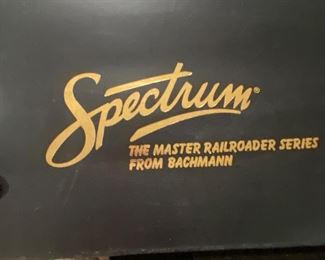 Spectrum®
THE MASTER RAILROADER SERIES
FROM BACHMANN